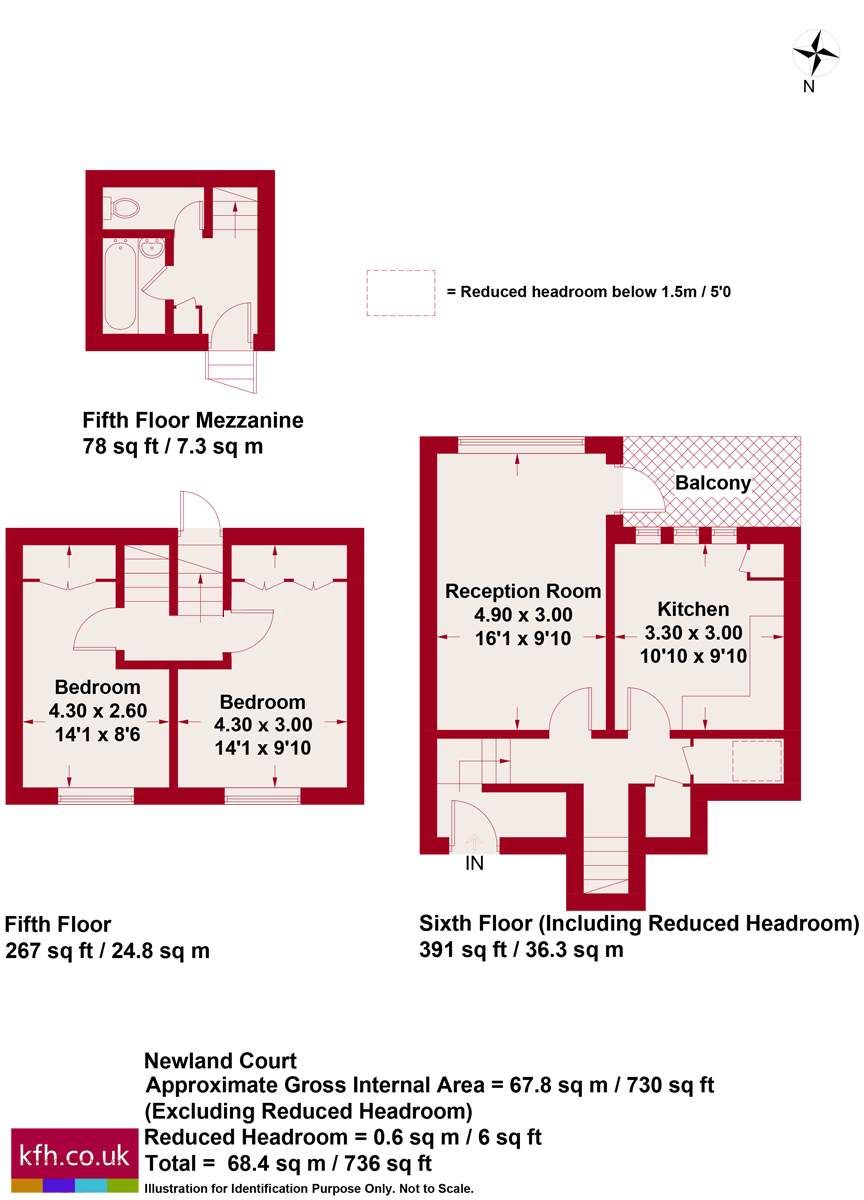 N
= Reduced headroom below 1.5m / 5'0
Fifth Floor Mezzanine
78 sq ft / 7.3 sq m
Balcony
Reception Room
4.90 x 3.00
16'1 x 9'10
Kitchen
3.30 x 3.00
10'10 x 9'10
Bedroom
4.30 x 2.60
14'1 x 8'6
Bedroom
4.30 x 3.00
14'1 x 9'10
IN
Fifth Floor
267 sq ft / 24.8 sq m
Sixth Floor (Including Reduced Headroom)
391 sq ft / 36.3 sq m
Newland Court
Approximate Gross Internal Area = 67.8 sq m / 730 sq ft
(Excluding Reduced Headroom)
Reduced Headroom = 0.6 sq m / 6 sq ft
Total = 68.4 sq m / 736 sq ft
kfh.co.uk
Illustration for Identification Purpose Only. Not to Scale.